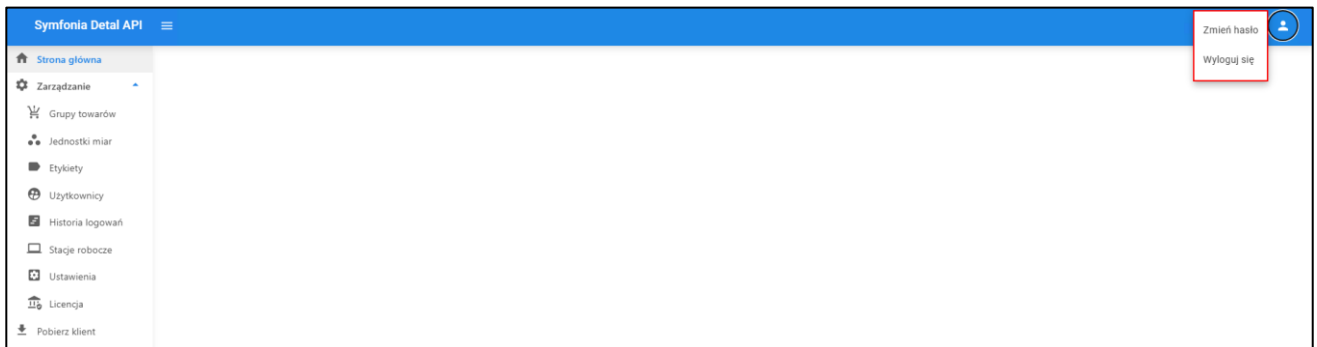 Symfonia Detal API
Zmień hasło
Wyloguj się
Strona główna
Zarządzanie
Grupy towarów
Jednostki miar
Etykiety
Użytkownicy
Historia logowań
Stacje robocze
Ustawienia
Licencja
Pobierz klient